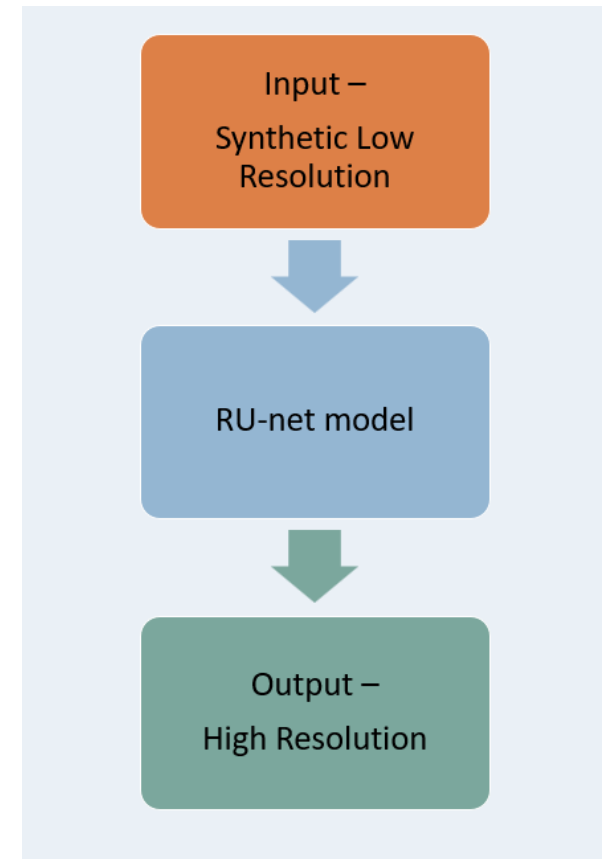 Input –
Synthetic Low
Resolution
RU-net model
Output –
High Resolution